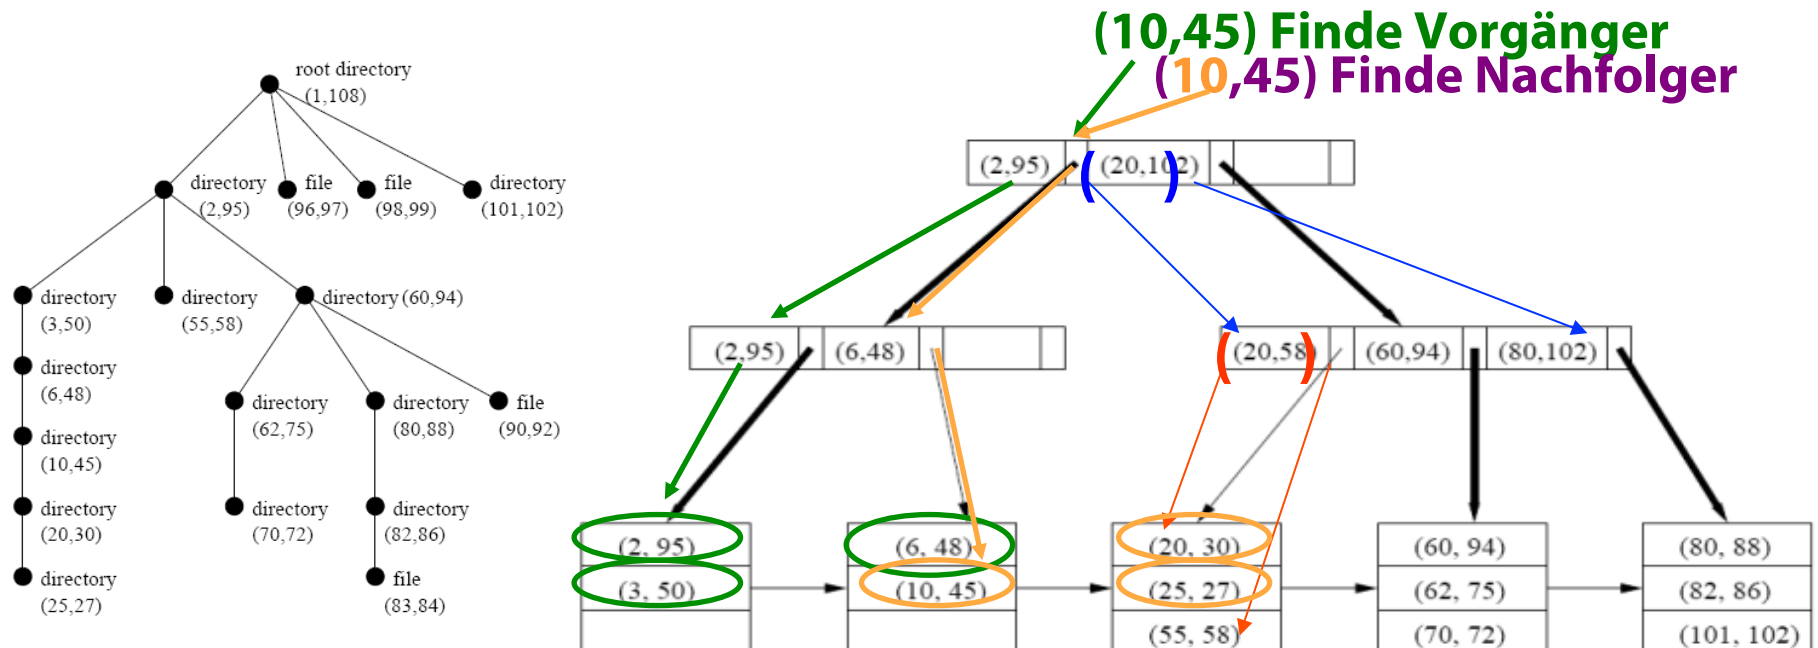 (10,45) Finde Vorgänger
(10,45) Finde Nachfolger
root directory
(1,108)
directory
(2,95)
file
(96,97)
file
(98,99)
directory
(101,102)
directory
(3,50)
directory
(55,58)
directory (60,94)
directory
(6,48)
directory
(62,75)
directory
(80,88)
file
(90,92)
directory
(10,45)
directory
(20,30)
directory
(70,72)
directory
(82,86)
directory
(25,27)
file
(83,84)
(2,95) (20,102)
(2,95) (6,48)
(20,58) (60,94) (80,102)
(2, 95)
(3, 50)
(6, 48)
(10, 45)
(20, 30)
(25, 27)
(55, 58)
(60, 94)
(62, 75)
(70, 72)
(80, 88)
(82, 86)
(101, 102)